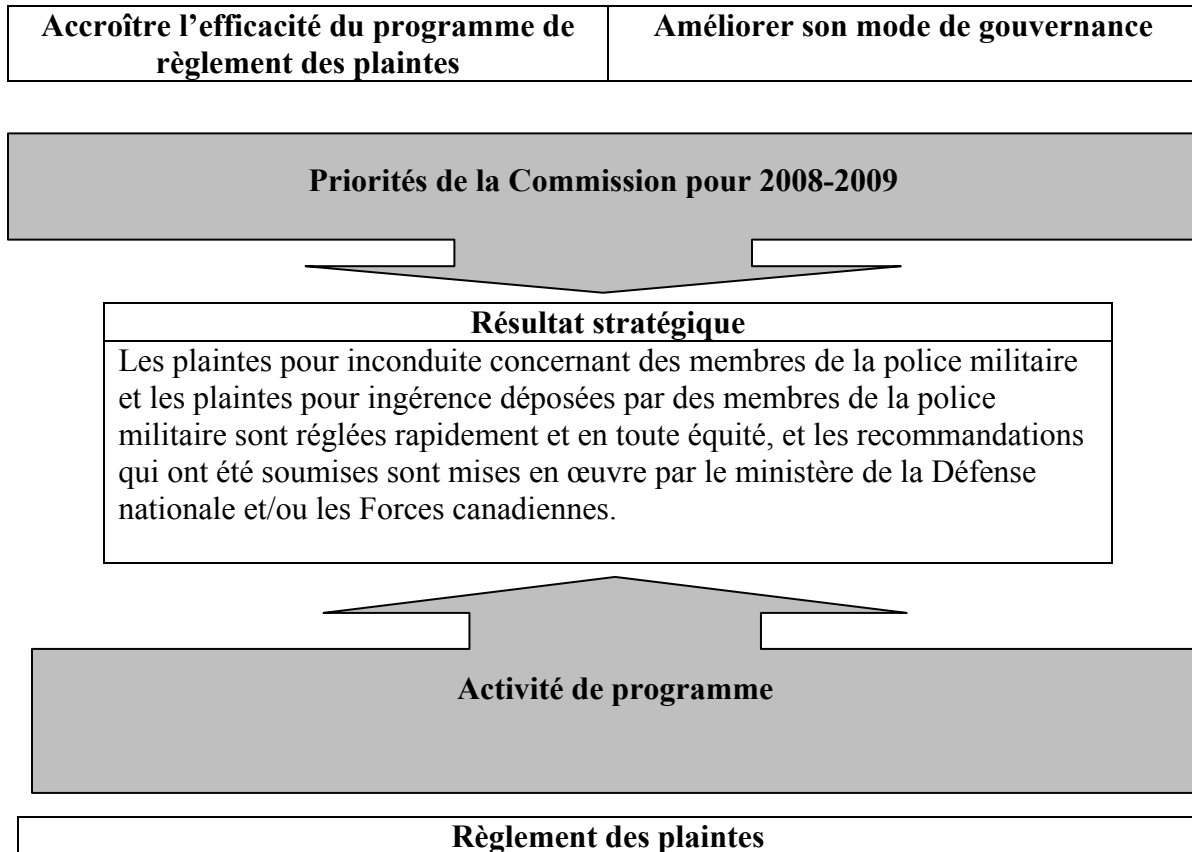 Accroître l’efficacité du programme de
règlement des plaintes
Améliorer son mode de gouvernance
Priorités de la Commission pour 2008-2009
Résultat stratégique
Les plaintes pour inconduite concernant des membres de la police militaire
et les plaintes pour ingérence déposées par des membres de la police
militaire sont réglées rapidement et en toute équité, et les recommandations
qui ont été soumises sont mises en œuvre par le ministère de la Défense
nationale et/ou les Forces canadiennes.
Activité de programme
Règlement des plaintes